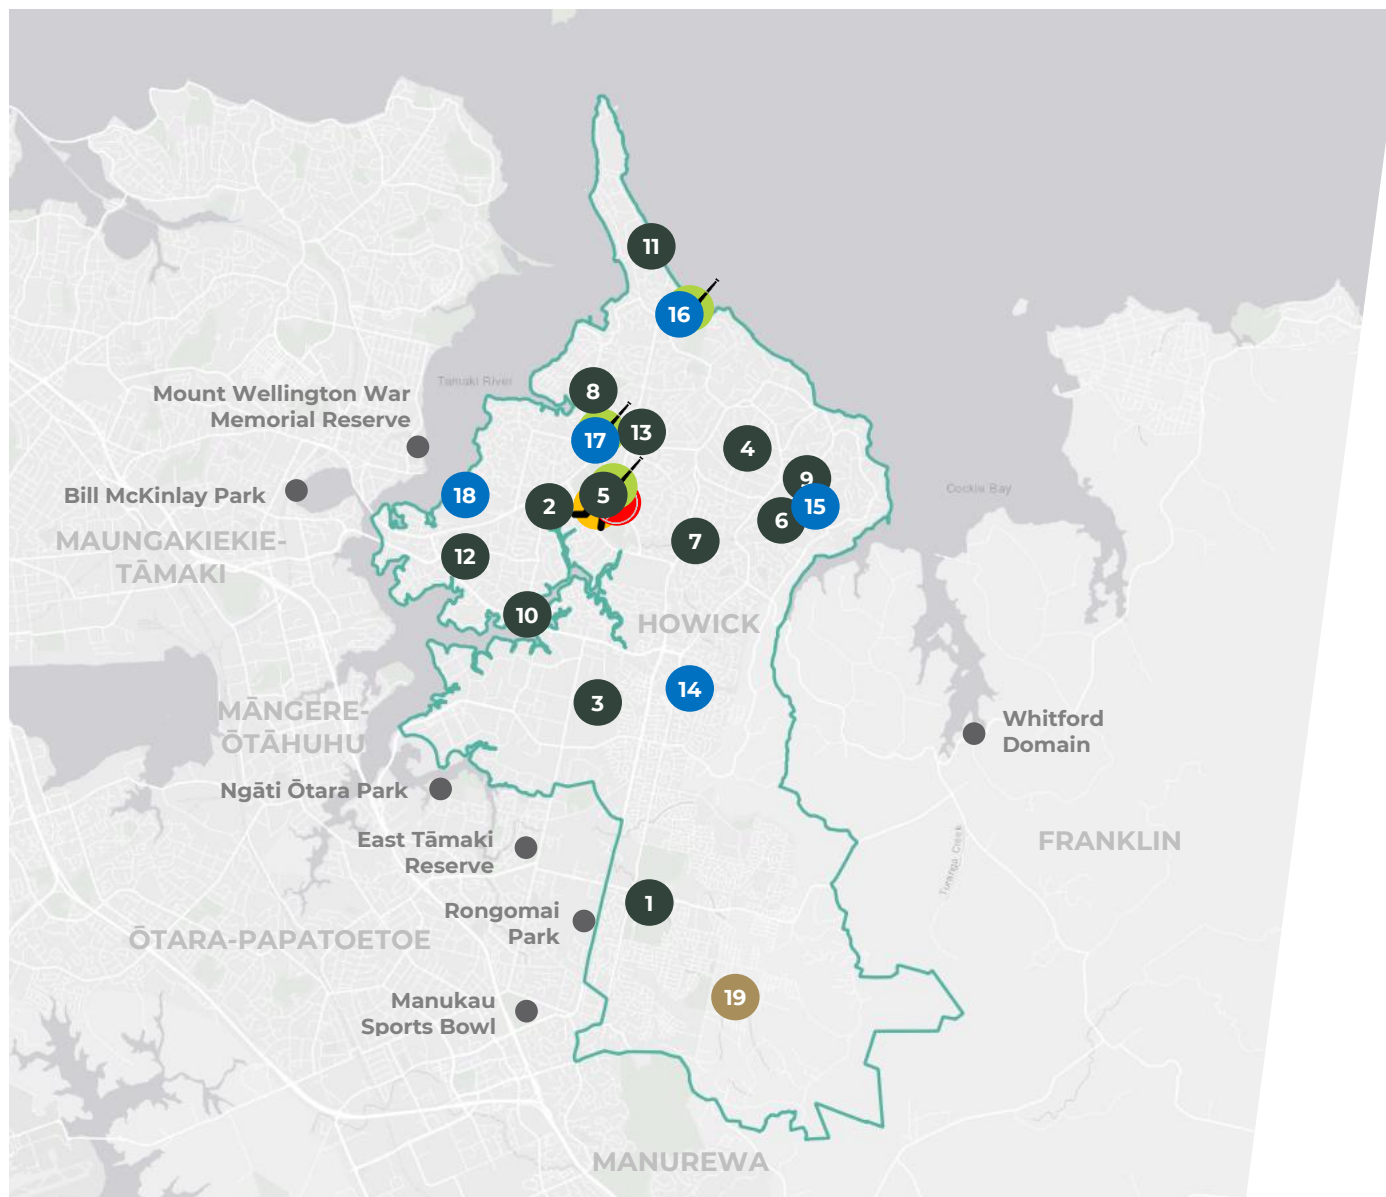 11
16
Mount Wellington War
Memorial Reserve
Tamaki River
8
17
13
4
Bill McKinlay Park
18
2
5
9
15
6
Cockle Bay
MAUNGAKIEKIE-
TĀMAKI
12
7
10
HOWICK
MĀNGERE-
ŌTĀHUHU
3
14
Whitford
Domain
Ngāti Ōtara Park
East Tāmaki
Reserve
Turanga Creek
FRANKLIN
Rongomai
Park
1
ŌTARA-PAPATOETOE
Manukau
Sports Bowl
19
MANUREWA